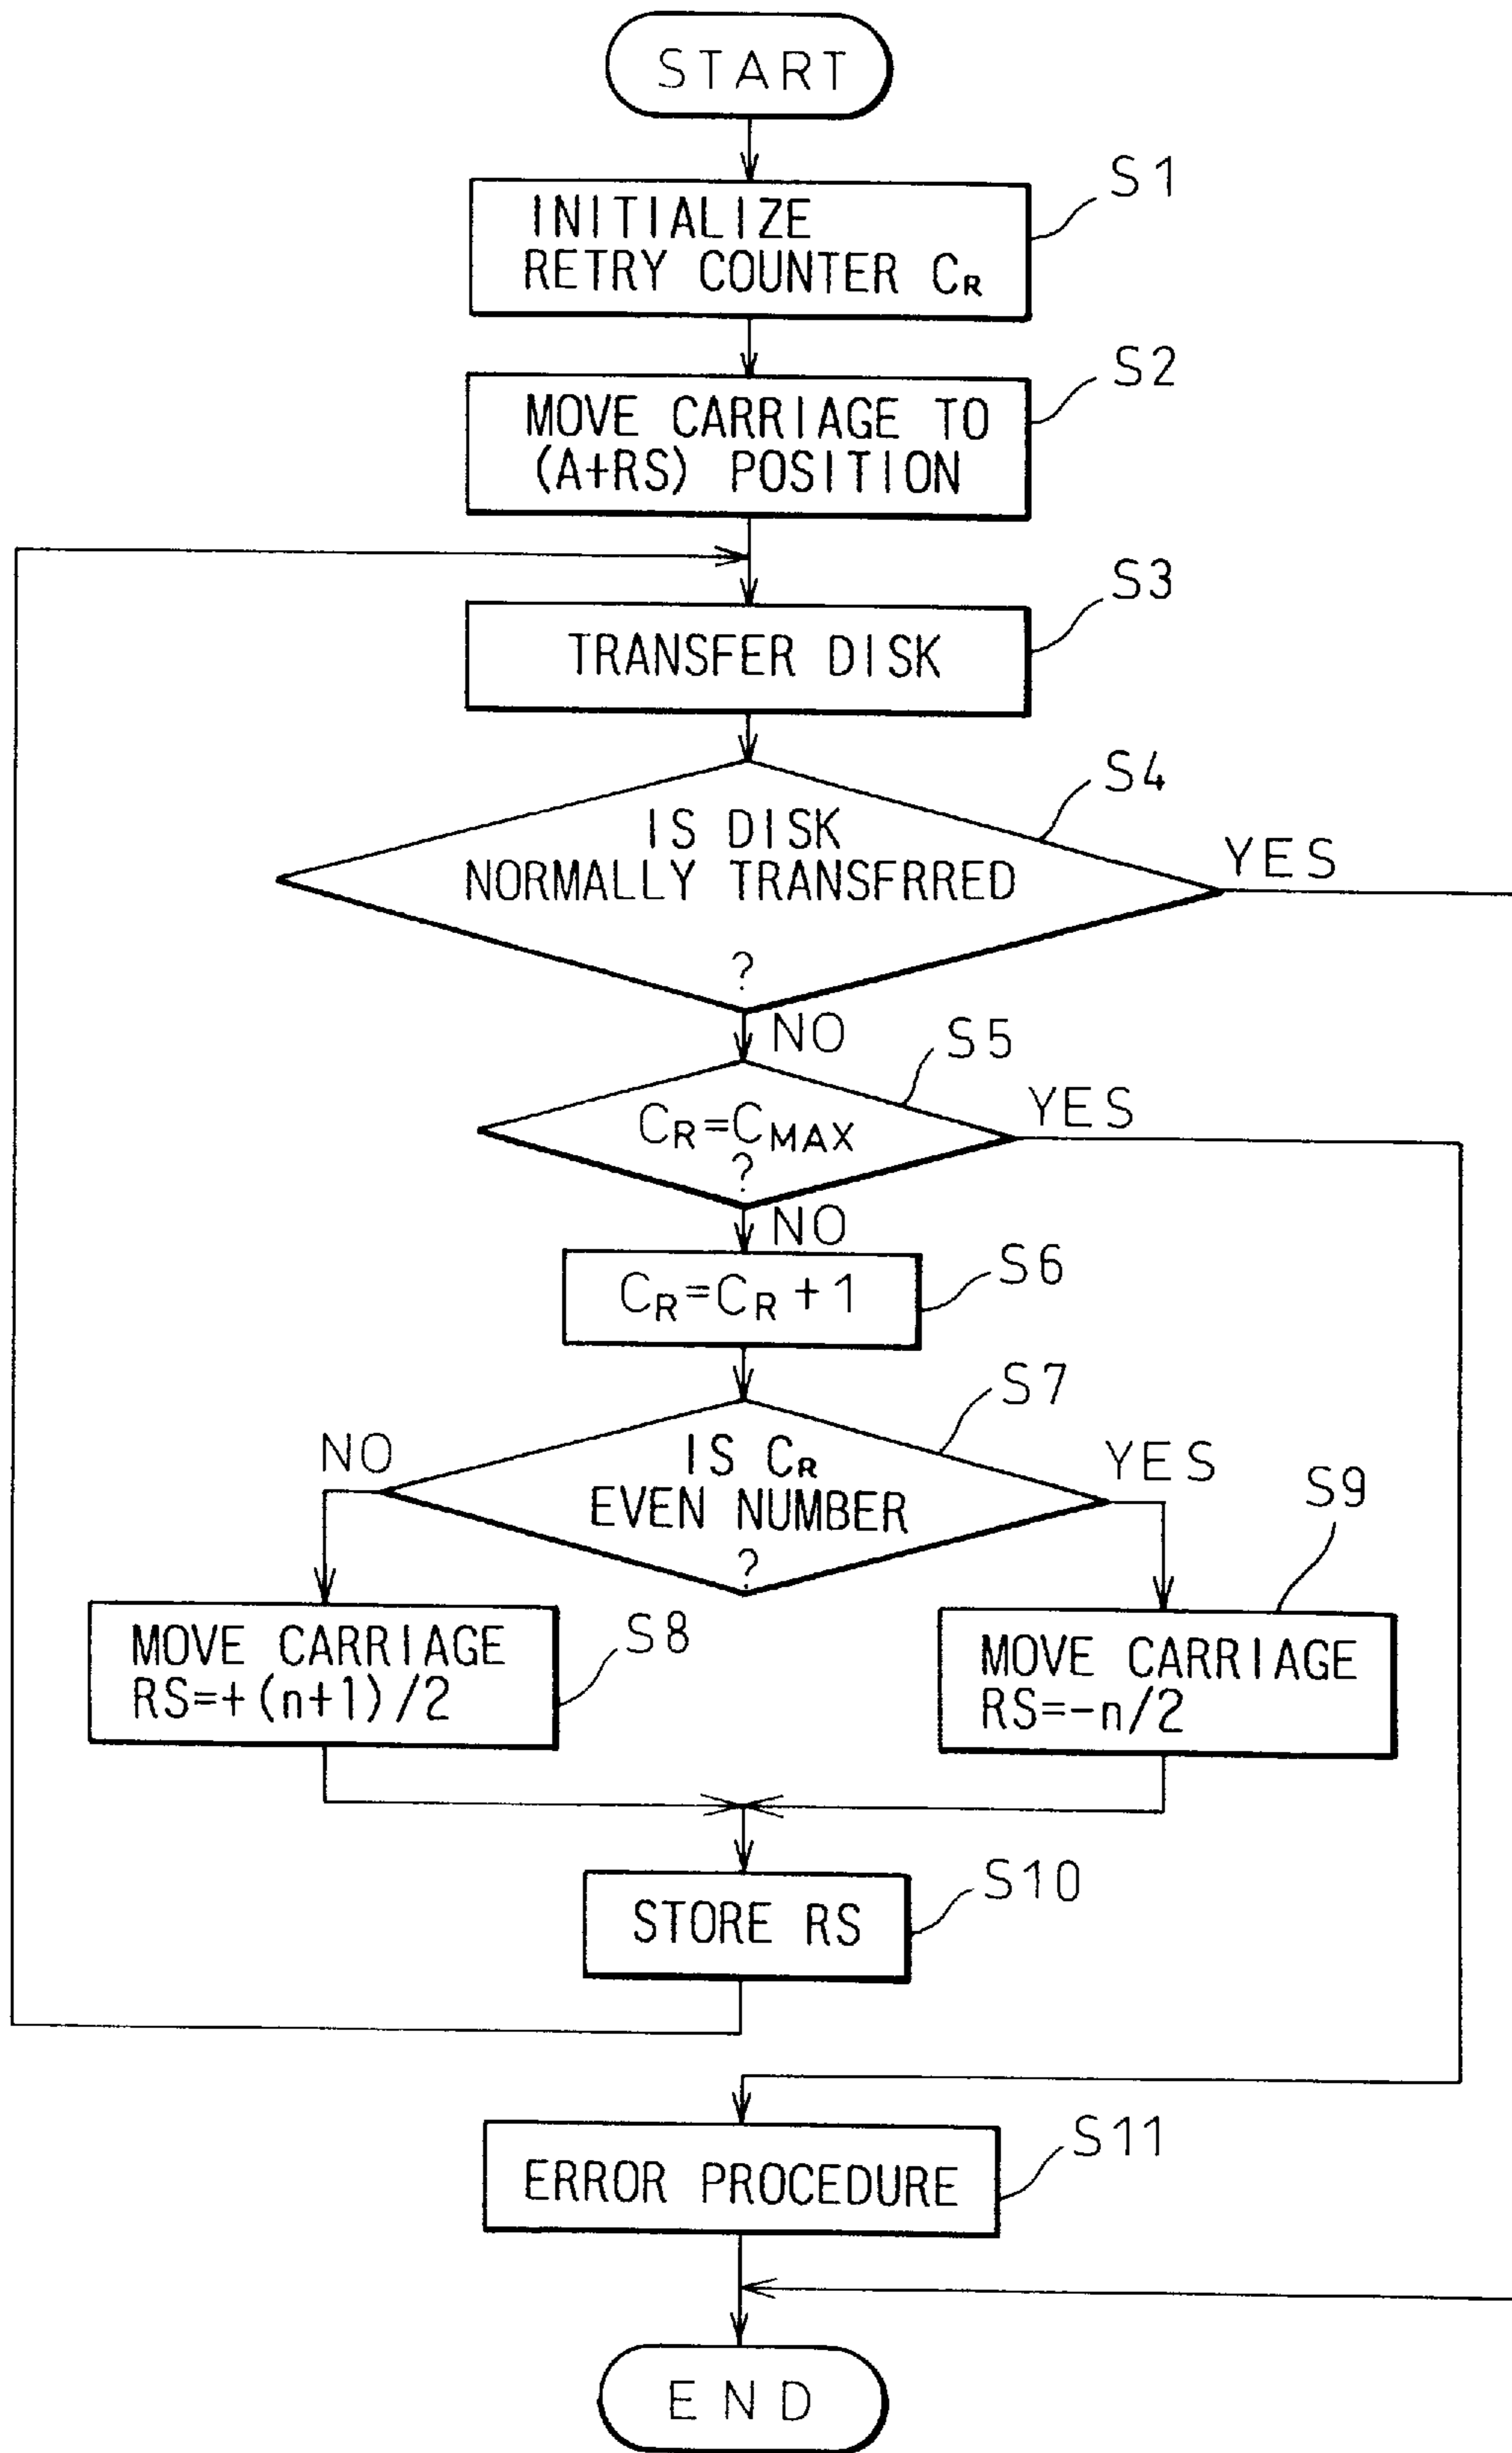 START
S1
INITIALIZE
RETRY COUNTER CR
S2
MOVE CARRIAGE TO
(A+RS) POSITION
S3
TRANSFER DISK
S4
IS DISK
NORMALLY TRANSFRRED
?
YES
NO
S5
CR=CMAX
?
YES
NO
S6
CR=CR+1
S7
IS CR
EVEN NUMBER
?
NO
YES
S8
MOVE CARRIAGE
RS=+(n+1)/2
S9
MOVE CARRIAGE
RS=-n/2
S10
STORE RS
S11
ERROR PROCEDURE
END